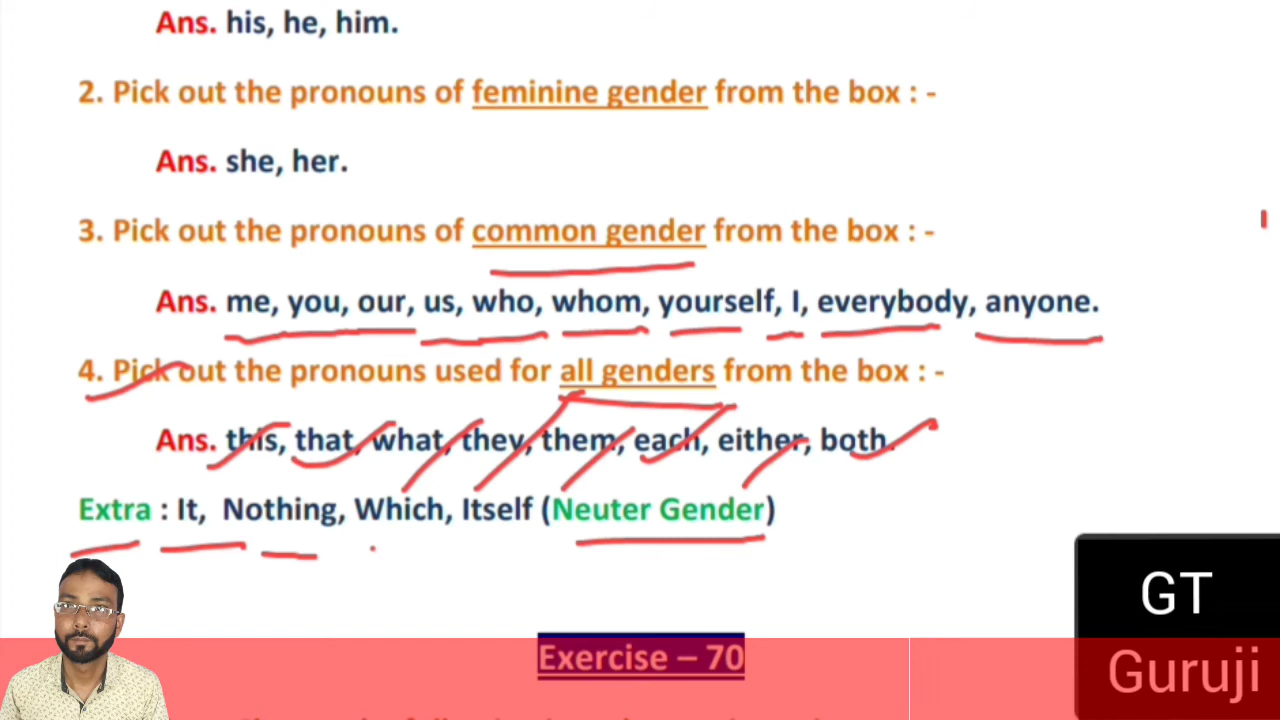 Ans. his, he, him.
2. Pick out the pronouns of feminine gender from the box : -
Ans. she, her.
3. Pick out the pronouns of common gender from the box : -
Ans. me, you, our, us, who, whom, yourself, I, everybody, anyone.
4. Pick out the pronouns used for all genders from the box : -
Ans. this, that, what, they, them, each, either, both.
Extra : It, Nothing, Which, Itself (Neuter Gender)
Exercise – 70
GT
Guruji